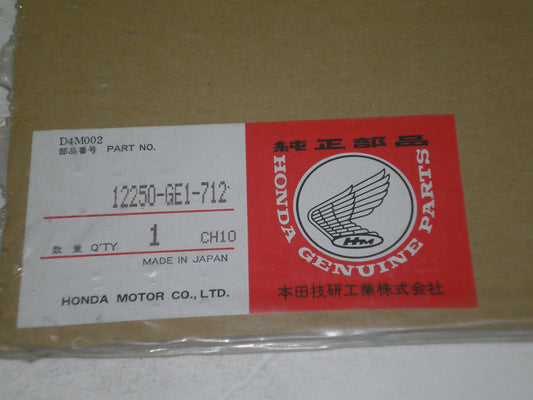 D4M002
部品番号 PART NO.
12250-GE1-712
数量 Q'TY 1 CH10
MADE IN JAPAN
HONDA MOTOR CO., LTD.
純正部品
HONDA GENUINE PARTS
HM
本田技研工業株式会社